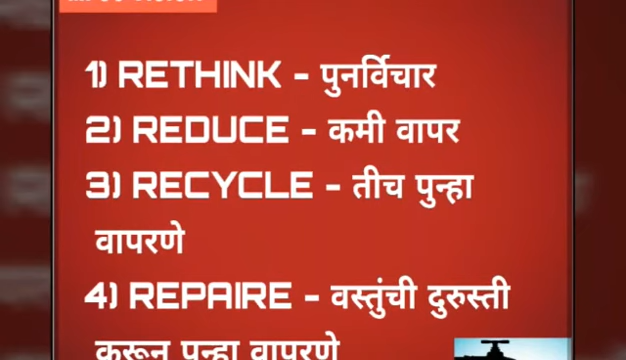 1) RETHINK - पुनर्विचार
2) REDUCE - कमी वापर
3) RECYCLE - तीच पुन्हा
वापरणे
4) REPAIRE - वस्तुंची दुरुस्ती
करून पुन्हा वापरणे